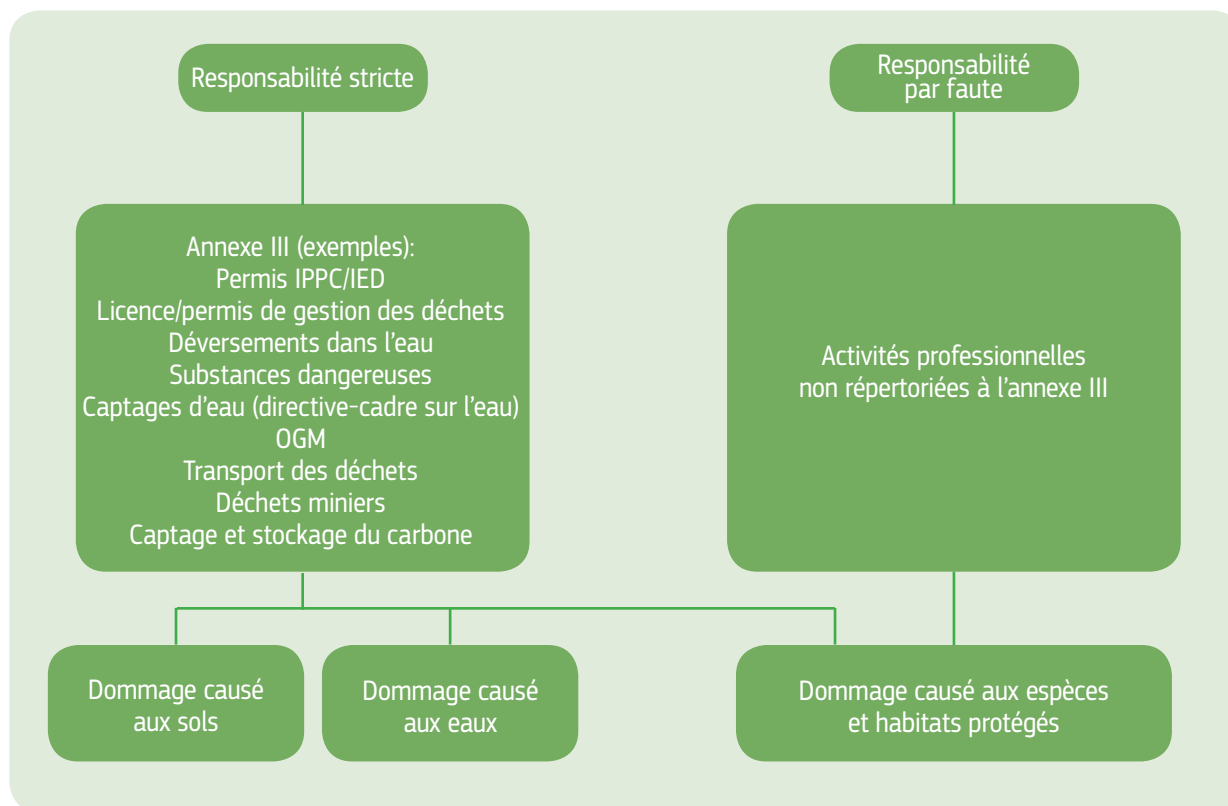 Responsabilité stricte
Responsabilité
par faute
Annexe III (exemples):
Permis IPPC/IED
Licence/permis de gestion des déchets
Déversements dans l'eau
Substances dangereuses
Captages d'eau (directive-cadre sur l'eau)
OGM
Transport des déchets
Déchets miniers
Captage et stockage du carbone
Activités professionnelles
non répertoriées à l'annexe III
Dommage causé
aux sols
Dommage causé
aux eaux
Dommage causé aux espèces
et habitats protégés